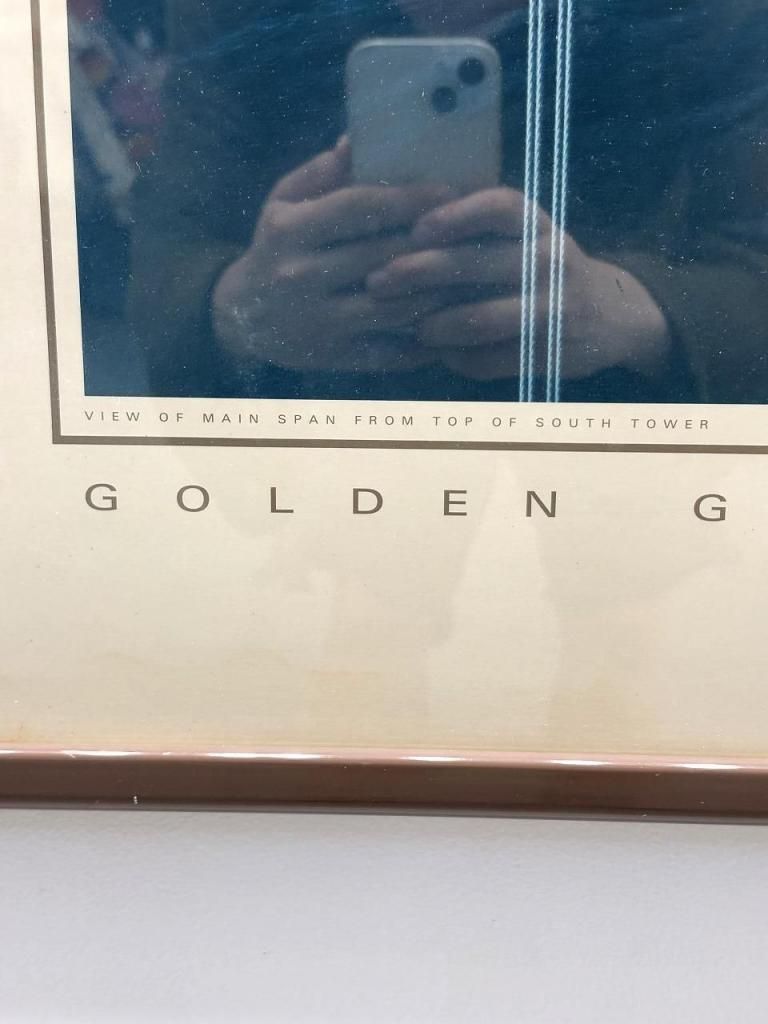 VIEW OF MAIN SPAN FROM TOP OF SOUTH TOWER
GOLDEN G